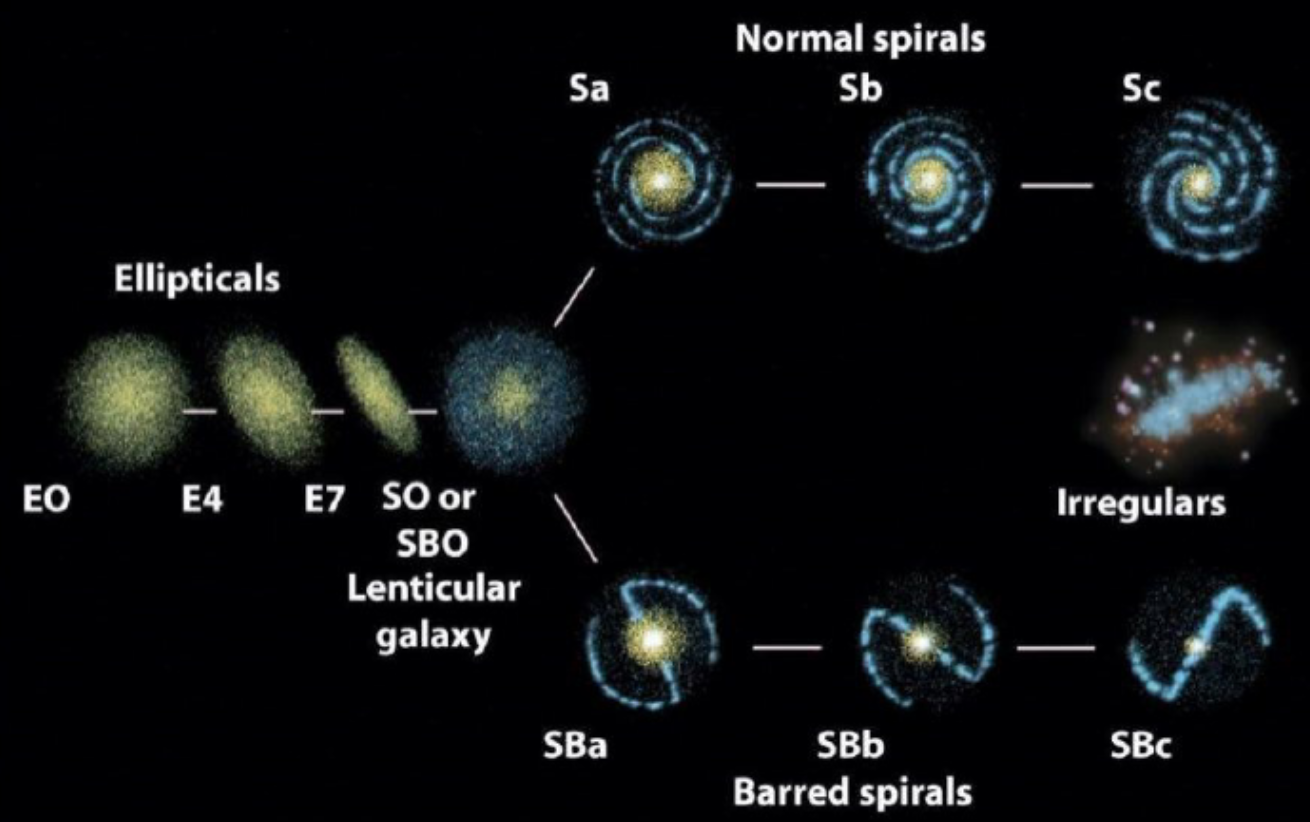 Normal spirals
Sa
Sb
Sc
Ellipticals
EO
E4
E7
SO or
SBO
Lenticular
galaxy
Irregulars
SBa
SBb
SBc
Barred spirals